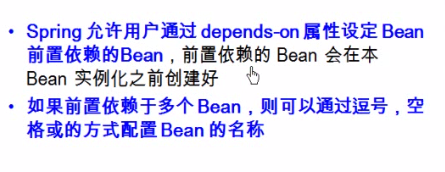 • Spring 允许用户通过 depends-on 属性设定 Bean
前置依赖的Bean，前置依赖的 Bean 会在本
Bean 实例化之前创建好
• 如果前置依赖于多个 Bean，则可以通过逗号，空
格或的方式配置 Bean 的名称